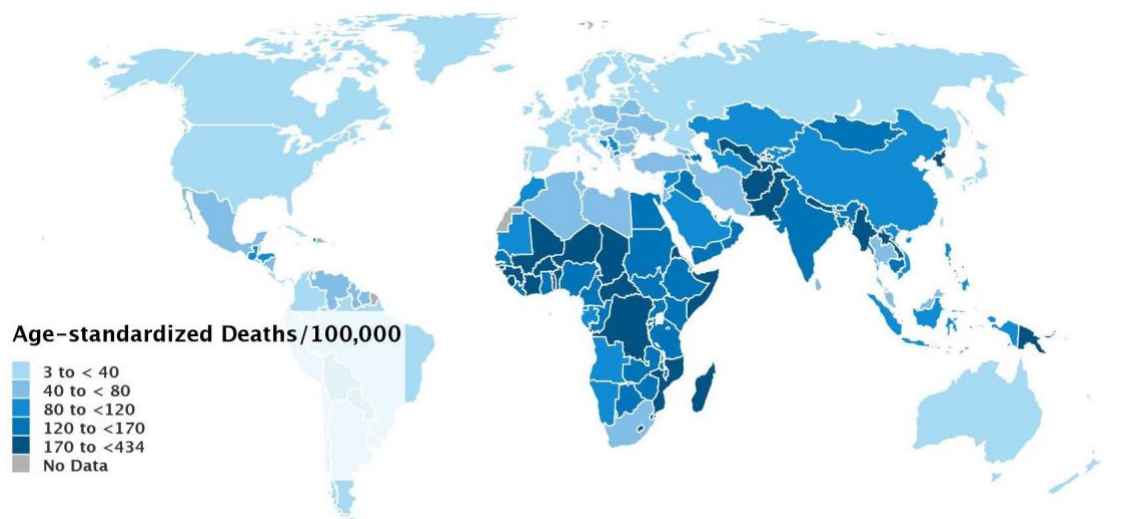 Age-standardized Deaths/100,000
3 to < 40
40 to < 80
80 to <120
120 to <170
170 to <434
No Data